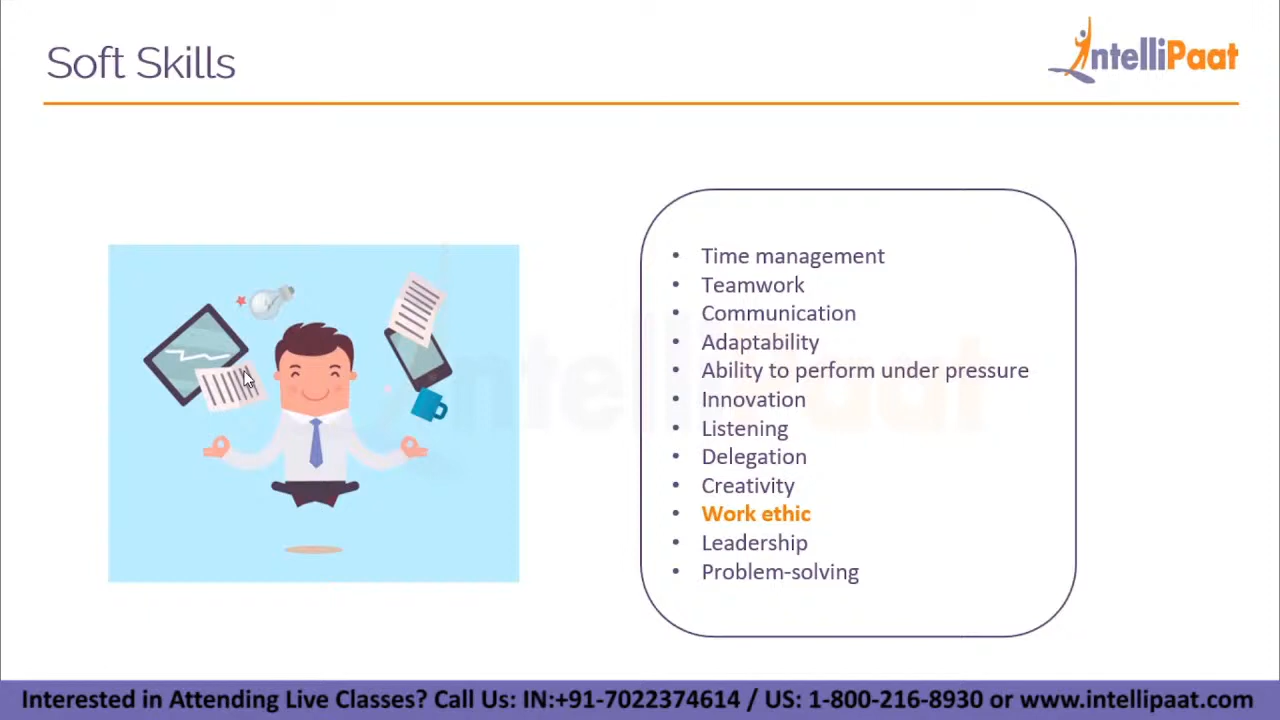 Soft Skills
IntelliPaat
• Time management
• Teamwork
• Communication
• Adaptability
• Ability to perform under pressure
• Innovation
• Listening
• Delegation
• Creativity
• Work ethic
• Leadership
• Problem-solving
IntelliPaat
Interested in Attending Live Classes? Call Us: IN:+91-7022374614 / US: 1-800-216-8930 or www.intellipaat.com